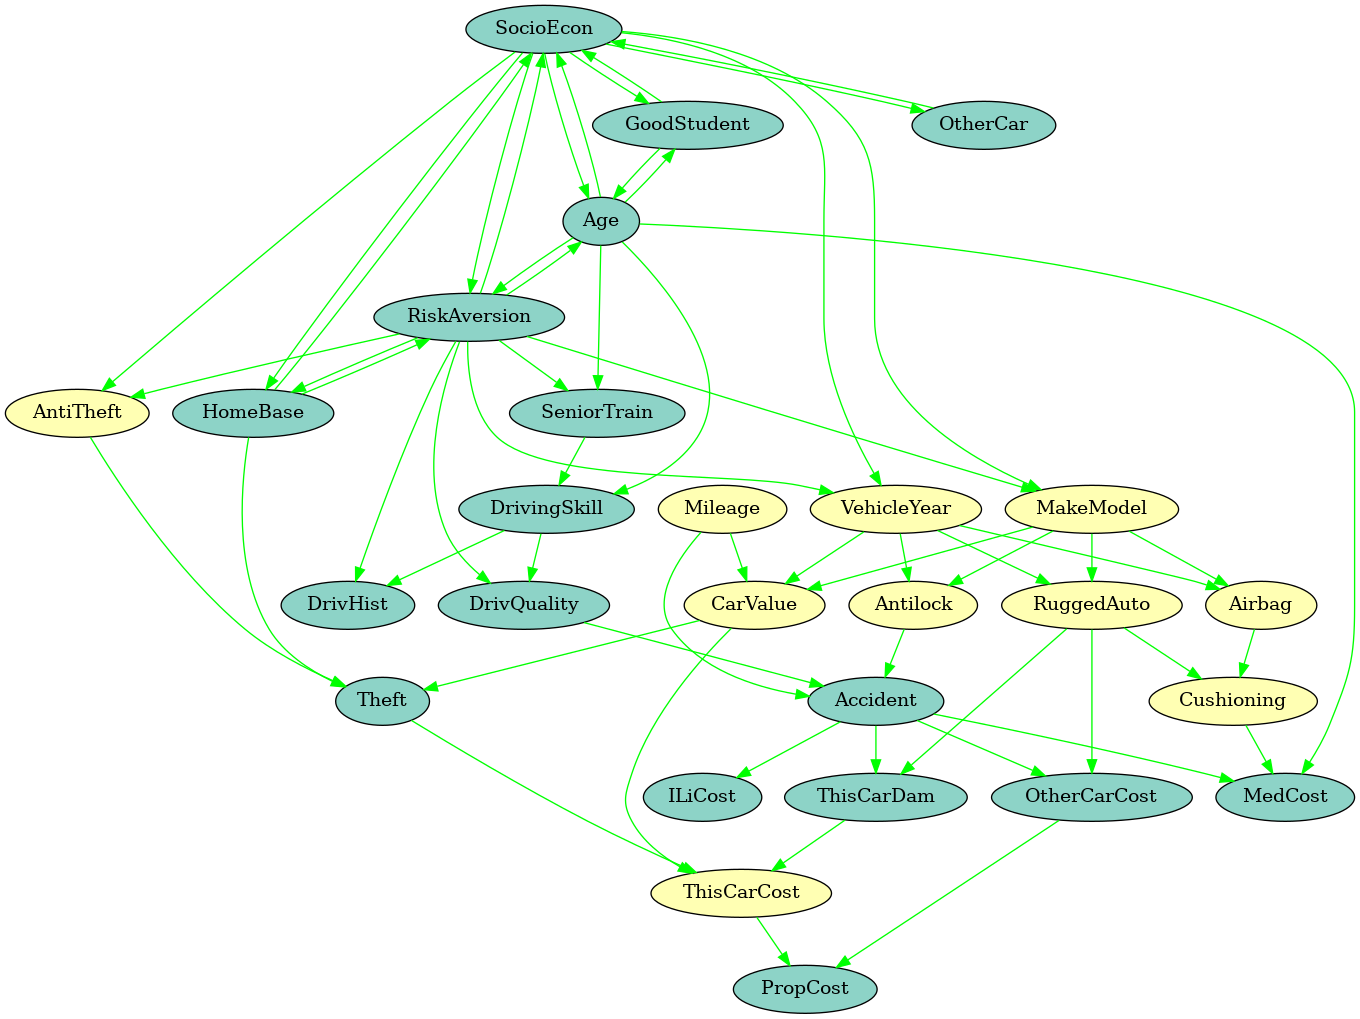 SocioEcon
GoodStudent
OtherCar
Age
RiskAversion
AntiTheft
HomeBase
SeniorTrain
DrivingSkill
Mileage
VehicleYear
MakeModel
DrivHist
DrivQuality
CarValue
Antilock
RuggedAuto
Airbag
Theft
Accident
Cushioning
ILiCost
ThisCarDam
OtherCarCost
MedCost
ThisCarCost
PropCost